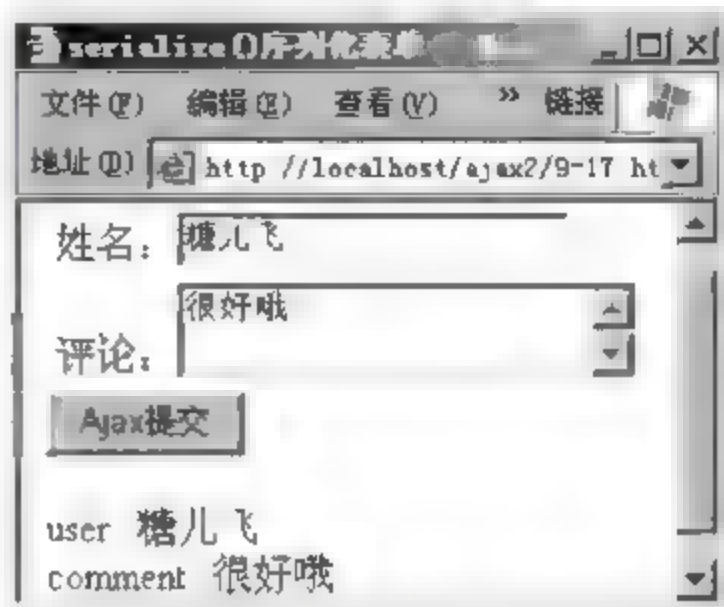 serialize()序列化表单
文件(F) 编辑(E) 查看(V) » 链接
地址(D) http //localhost/ajax2/9-17 ht
姓名: 糖儿飞
很好哦
评论:
Ajax提交
user 糖儿飞
comment 很好哦